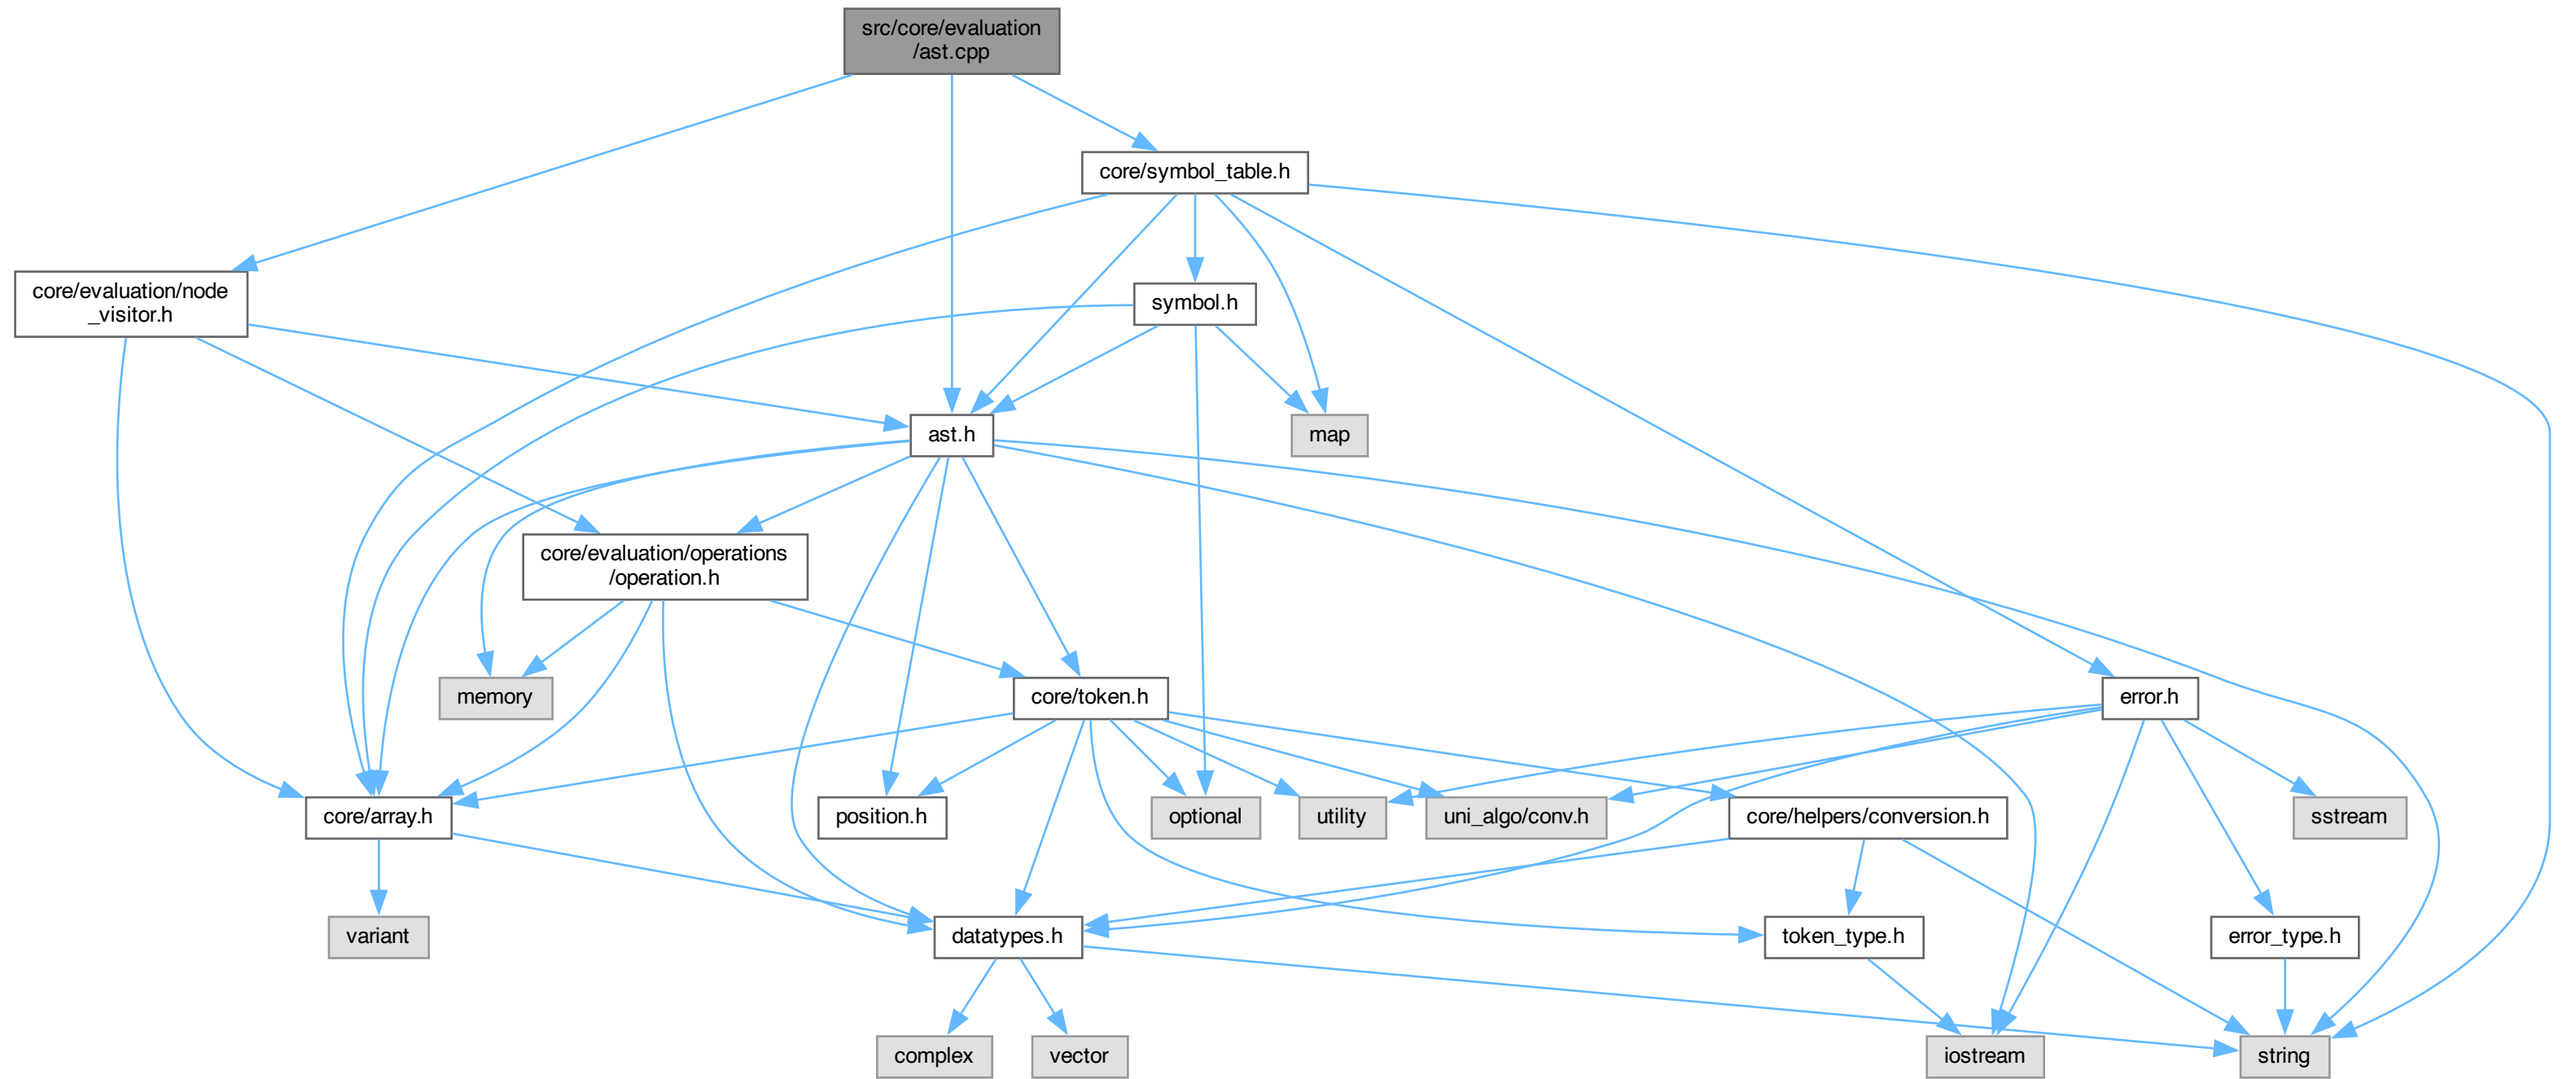 src/core/evaluation
/ast.cpp
core/symbol_table.h
core/evaluation/node
_visitor.h
symbol.h
ast.h
map
core/evaluation/operations
/operation.h
memory
core/token.h
error.h
core/array.h
position.h
optional
utility
uni_algo/conv.h
core/helpers/conversion.h
sstream
variant
datatypes.h
token_type.h
error_type.h
complex
vector
iostream
string